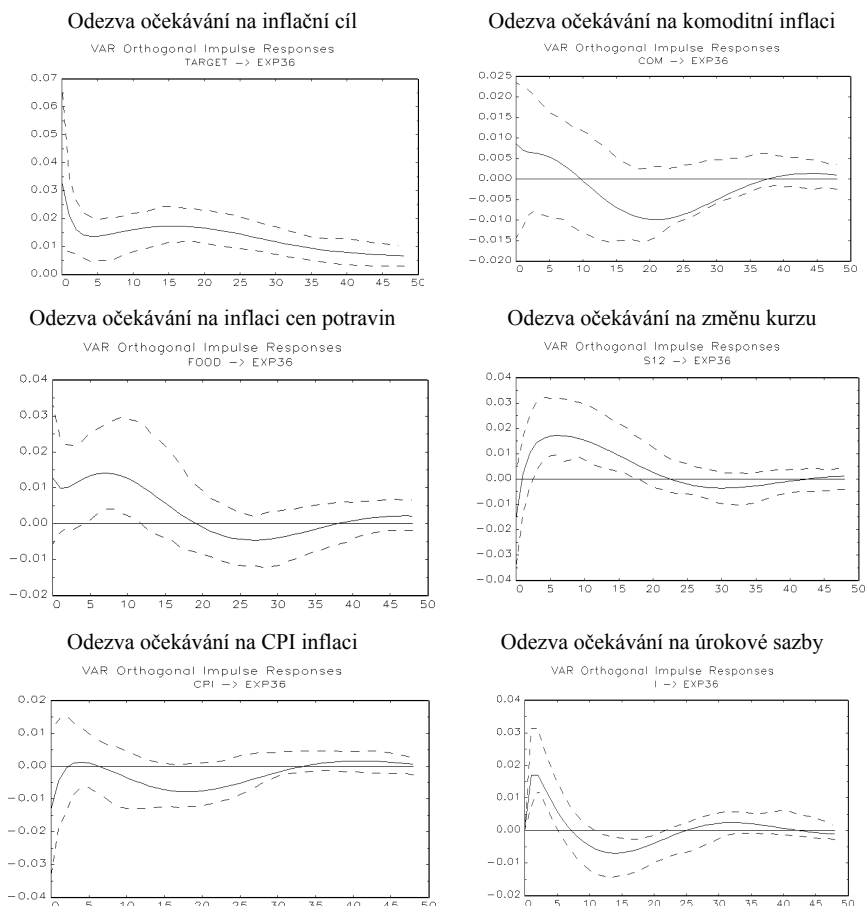 Odezva očekávání na inflační cíl
VAR Orthogonal Impulse Responses
TARGET -> EXP36
0.07
0.06
0.05
0.04
0.03
0.02
0.01
0.00
0 5 10 15 20 25 30 35 40 45 50
Odezva očekávání na komoditní inflaci
VAR Orthogonal Impulse Responses
COM -> EXP36
0.025
0.020
0.015
0.010
0.005
0.000
-0.005
-0.010
-0.015
-0.020
0 5 10 15 20 25 30 35 40 45 50
Odezva očekávání na inflaci cen potravin
VAR Orthogonal Impulse Responses
FOOD -> EXP36
0.04
0.03
0.02
0.01
0.00
-0.01
-0.02
0 5 10 15 20 25 30 35 40 45 50
Odezva očekávání na změnu kurzu
VAR Orthogonal Impulse Responses
S12 -> EXP36
0.04
0.03
0.02
0.01
0.00
-0.01
-0.02
-0.03
-0.04
0 5 10 15 20 25 30 35 40 45 50
Odezva očekávání na CPI inflaci
VAR Orthogonal Impulse Responses
CPI -> EXP36
0.02
0.01
0.00
-0.01
-0.02
-0.03
-0.04
0 5 10 15 20 25 30 35 40 45 50
Odezva očekávání na úrokové sazby
VAR Orthogonal Impulse Responses
I -> EXP36
0.04
0.03
0.02
0.01
0.00
-0.01
-0.02
0 5 10 15 20 25 30 35 40 45 50